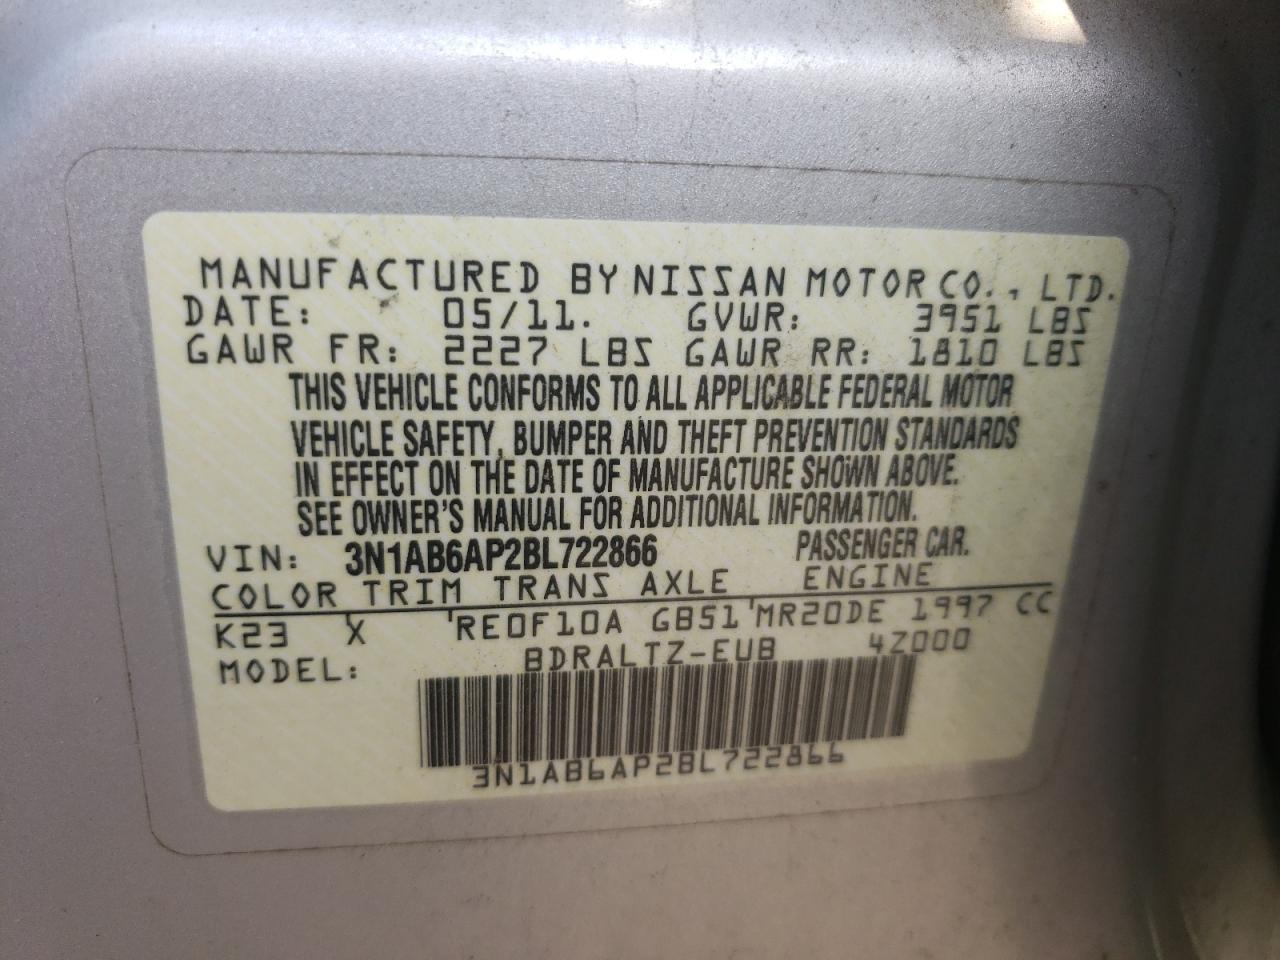 MANUFACTURED BY NISSAN MOTOR CO., LTD.
DATE: 05/11. GVWR: 3951 LBS
GAWR FR: 2227 LBS GAWR RR: 1810 LBS
THIS VEHICLE CONFORMS TO ALL APPLICABLE FEDERAL MOTOR
VEHICLE SAFETY, BUMPER AND THEFT PREVENTION STANDARDS
IN EFFECT ON THE DATE OF MANUFACTURE SHOWN ABOVE.
SEE OWNER'S MANUAL FOR ADDITIONAL INFORMATION.
VIN: 3N1AB6AP2BL722866 PASSENGER CAR.
COLOR TRIM TRANS AXLE ENGINE
K23 X RE0F10A GB51 MR20DE 1997 CC
MODEL: BDRALTZ-EUB 4Z000
3N1AB6AP2BL722866